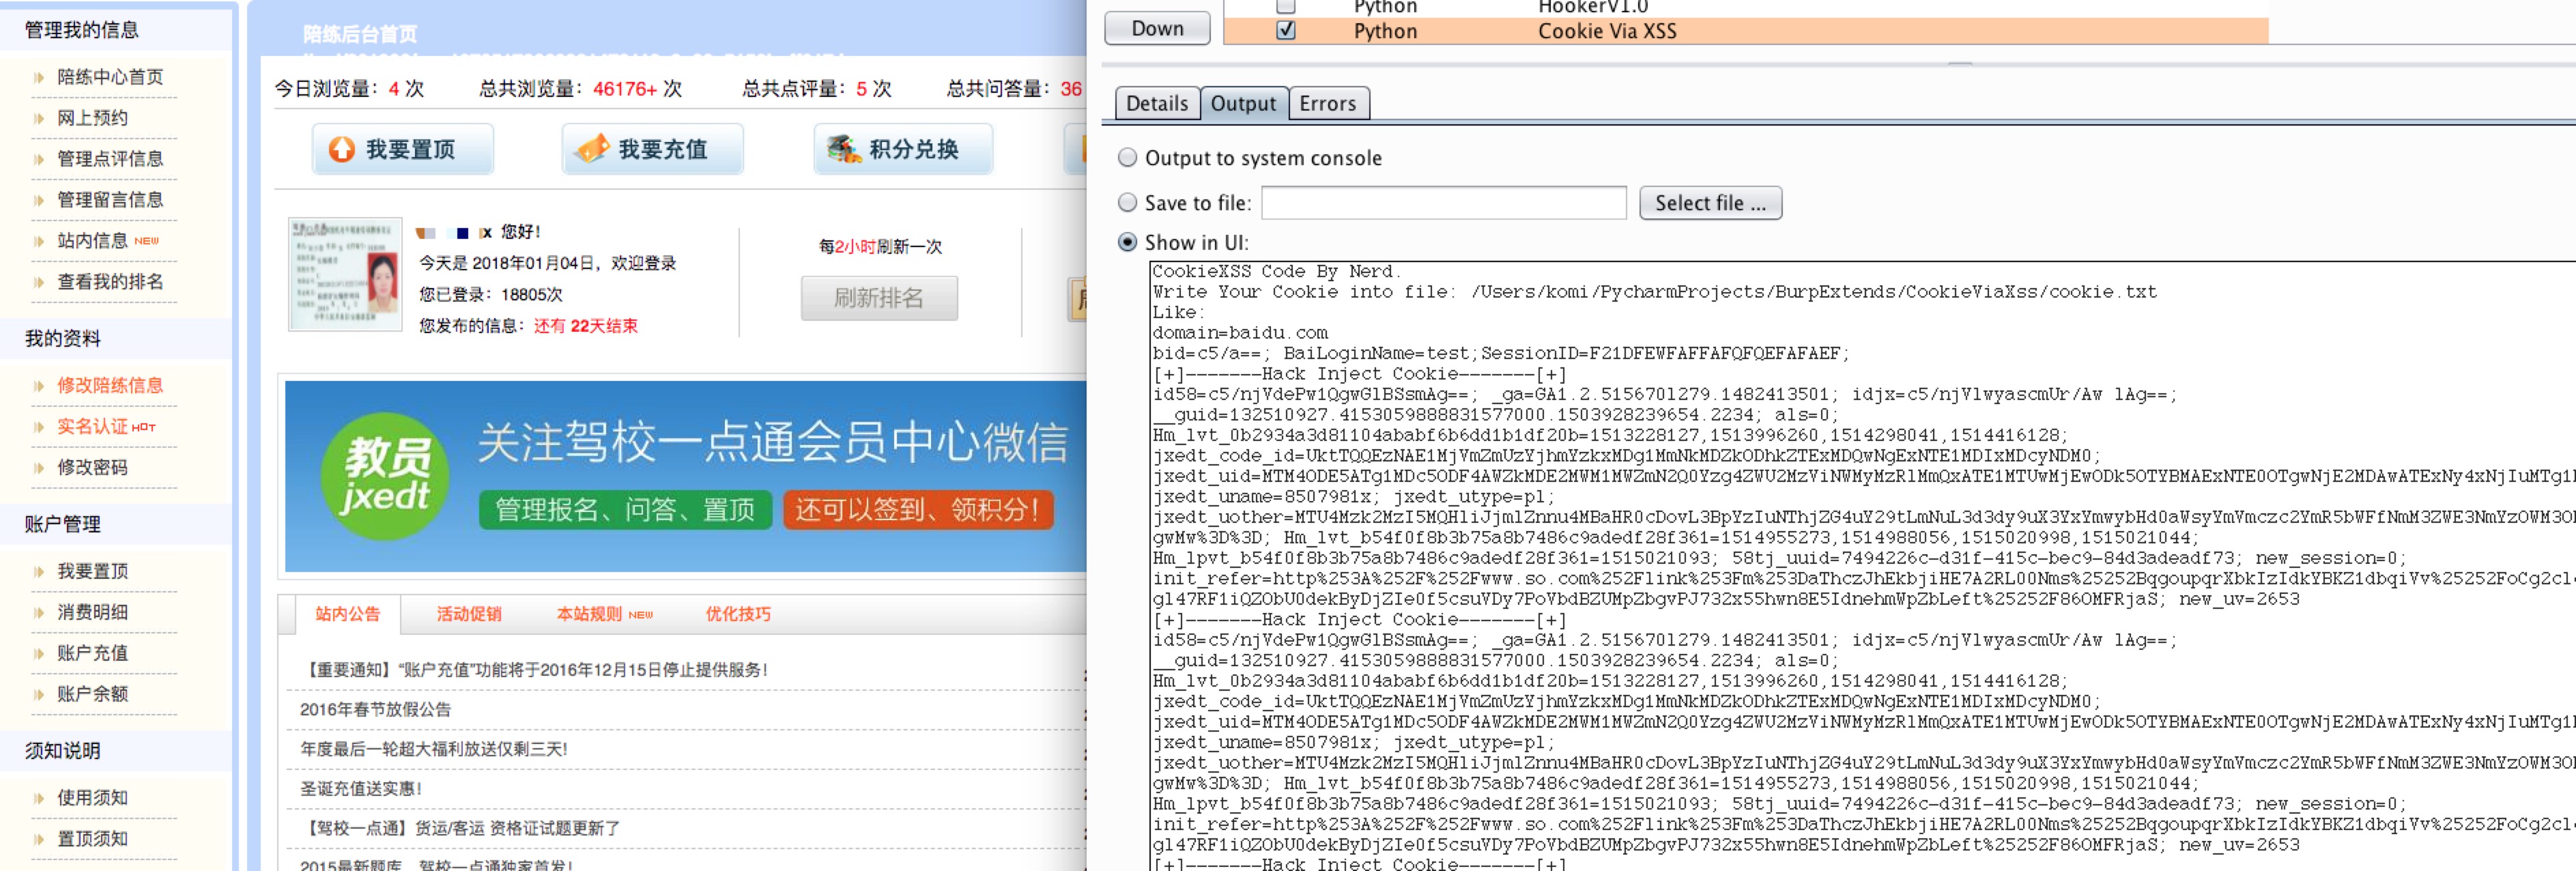 管理我的信息
陪练中心首页
网上预约
管理点评信息
管理留言信息
站内信息 NEW
查看我的排名
我的资料
修改陪练信息
实名认证 HOT
修改密码
账户管理
我要置顶
消费明细
账户充值
账户余额
须知说明
使用须知
置顶须知
陪练后台首页
今日浏览量：4 次 总共浏览量：46176+ 次 总共点评量：5 次 总共问答量：36
我要置顶 我要充值 积分兑换
x 您好！
今天是 2018年01月04日，欢迎登录
您已登录：18805次
您发布的信息：还有 22天结束
每2小时刷新一次
刷新排名
教员
jxedt
关注驾校一点通会员中心微信
管理报名、问答、置顶 还可以签到、领积分！
站内公告 活动促销 本站规则 NEW 优化技巧
【重要通知】“账户充值”功能将于2016年12月15日停止提供服务！
2016年春节放假公告
年度最后一轮超大福利放送仅剩三天！
圣诞充值送实惠！
【驾校一点通】货运/客运 资格证试题更新了
2015最新题库，驾校一点通独家首发！
Down
Python HookerV1.0
Python Cookie Via XSS
Details Output Errors
Output to system console
Save to file: Select file ...
Show in UI:
CookieXSS Code By Nerd.
Write Your Cookie into file: /Users/komi/PycharmProjects/BurpExtends/CookieViaXss/cookie.txt
Like:
domain=baidu.com
bid=c5/a==; BaiLoginName=test;SessionID=F21DFEWFAFFAFQFQEFAFAEF;
[+]-------Hack Inject Cookie-------[+]
id58=c5/njVdePw1QgwGlBSsmAg==; _ga=GA1.2.515670l279.1482413501; idjx=c5/njVlwyascmUr/Aw lAg==;
__guid=132510927.4153059888831577000.1503928239654.2234; als=0;
Hm_lvt_0b2934a3d81104ababf6b6dd1b1df20b=1513228127,1513996260,1514298041,1514416128;
jxedt_code_id=UktTQQEzNAE1MjVmZmUzYjhmYzkxMDg1MmNkMDZkODhkZTExMDQwNgExNTE1MDIxMDcyNDM0;
jxedt_uid=MTM4ODE5ATg1MDc5ODF4AWZkMDE2MWM1MWZmN2Q0Yzg4ZWU2MzViNWMyMzRlMmQxATE1MTUwMjEwODk5OTYBMAExNTE0OTgwNjE2MDAwATExNy4xNjIuMTg1
jxedt_uname=8507981x; jxedt_utype=pl;
jxedt_uother=MTU4Mzk2MzI5MQHliJjmlZnnu4MBaHR0cDovL3BpYzIuNThjZG4uY29tLmNuL3d3dy9uX3YxYmwybHd0aWsyYmVmczc2YmR5bWFfNmM3ZWE3NmYzOWM3O
gwMw%3D%3D; Hm_lvt_b54f0f8b3b75a8b7486c9adedf28f361=1514955273,1514988056,1515020998,1515021044;
Hm_lpvt_b54f0f8b3b75a8b7486c9adedf28f361=1515021093; 58tj_uuid=7494226c-d31f-415c-bec9-84d3adeadf73; new_session=0;
init_refer=http%253A%252F%252Fwww.so.com%252Flink%253Fm%253DaThczJhEkbjiHE7A2RL00Nms%25252BqgoupqrXbkIzIdkYBKZ1dbqiVv%25252FoCg2cl
gl47RF1iQZObU0dekByDjZIe0f5csuVDy7PoVbdBZUMpZbgvPJ732x55hwn8E5IdnehmWpZbLeft%25252F86OMFRjaS; new_uv=2653
[+]-------Hack Inject Cookie-------[+]
id58=c5/njVdePw1QgwGlBSsmAg==; _ga=GA1.2.515670l279.1482413501; idjx=c5/njVlwyascmUr/Aw lAg==;
__guid=132510927.4153059888831577000.1503928239654.2234; als=0;
Hm_lvt_0b2934a3d81104ababf6b6dd1b1df20b=1513228127,1513996260,1514298041,1514416128;
jxedt_code_id=UktTQQEzNAE1MjVmZmUzYjhmYzkxMDg1MmNkMDZkODhkZTExMDQwNgExNTE1MDIxMDcyNDM0;
jxedt_uid=MTM4ODE5ATg1MDc5ODF4AWZkMDE2MWM1MWZmN2Q0Yzg4ZWU2MzViNWMyMzRlMmQxATE1MTUwMjEwODk5OTYBMAExNTE0OTgwNjE2MDAwATExNy4xNjIuMTg1
jxedt_uname=8507981x; jxedt_utype=pl;
jxedt_uother=MTU4Mzk2MzI5MQHliJjmlZnnu4MBaHR0cDovL3BpYzIuNThjZG4uY29tLmNuL3d3dy9uX3YxYmwybHd0aWsyYmVmczc2YmR5bWFfNmM3ZWE3NmYzOWM3O
gwMw%3D%3D; Hm_lvt_b54f0f8b3b75a8b7486c9adedf28f361=1514955273,1514988056,1515020998,1515021044;
Hm_lpvt_b54f0f8b3b75a8b7486c9adedf28f361=1515021093; 58tj_uuid=7494226c-d31f-415c-bec9-84d3adeadf73; new_session=0;
init_refer=http%253A%252F%252Fwww.so.com%252Flink%253Fm%253DaThczJhEkbjiHE7A2RL00Nms%25252BqgoupqrXbkIzIdkYBKZ1dbqiVv%25252FoCg2cl
gl47RF1iQZObU0dekByDjZIe0f5csuVDy7PoVbdBZUMpZbgvPJ732x55hwn8E5IdnehmWpZbLeft%25252F86OMFRjaS; new_uv=2653
[+]-------Hack Inject Cookie-------[+]